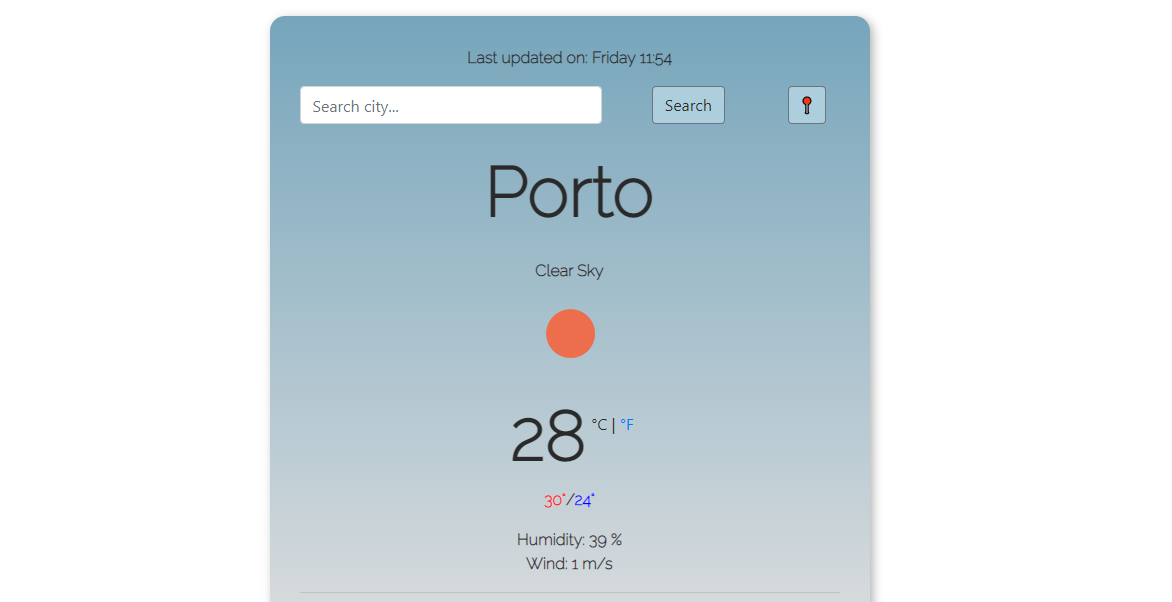 Last updated on: Friday 11:54
Search city...
Search
Porto
Clear Sky
28 °C | °F
30°/24°
Humidity: 39 %
Wind: 1 m/s